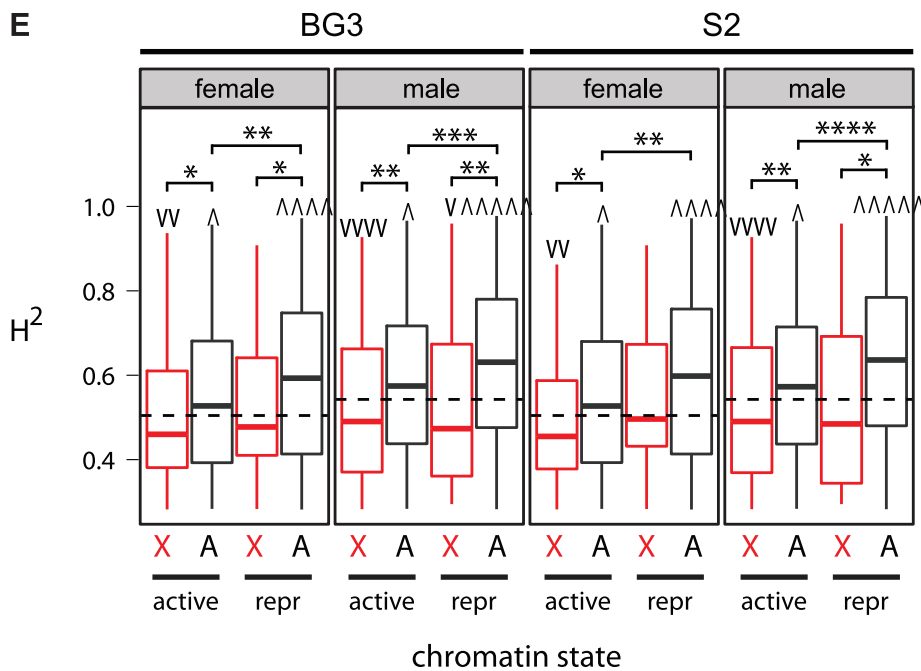 E
BG3 S2
female male female male
** *** ** ****
* * ** ** * ** *
1.0 VV ^ ^^^^ VVVV ^ V ^^^^^ VV ^ ^^^^ VVVV ^ ^^^^^
0.8
H²
0.6
0.4
X A X A X A X A X A X A X A X A
active repr active repr active repr active repr
chromatin state